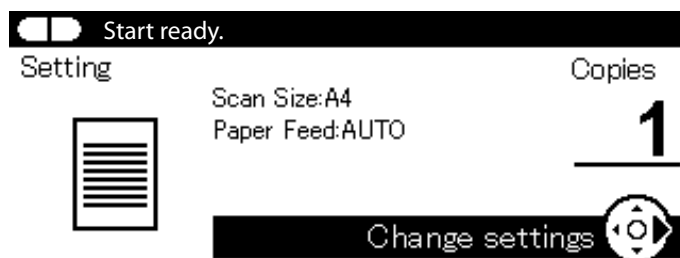 Start ready.
Setting
Copies
Scan Size:A4
Paper Feed:AUTO
1
Change settings